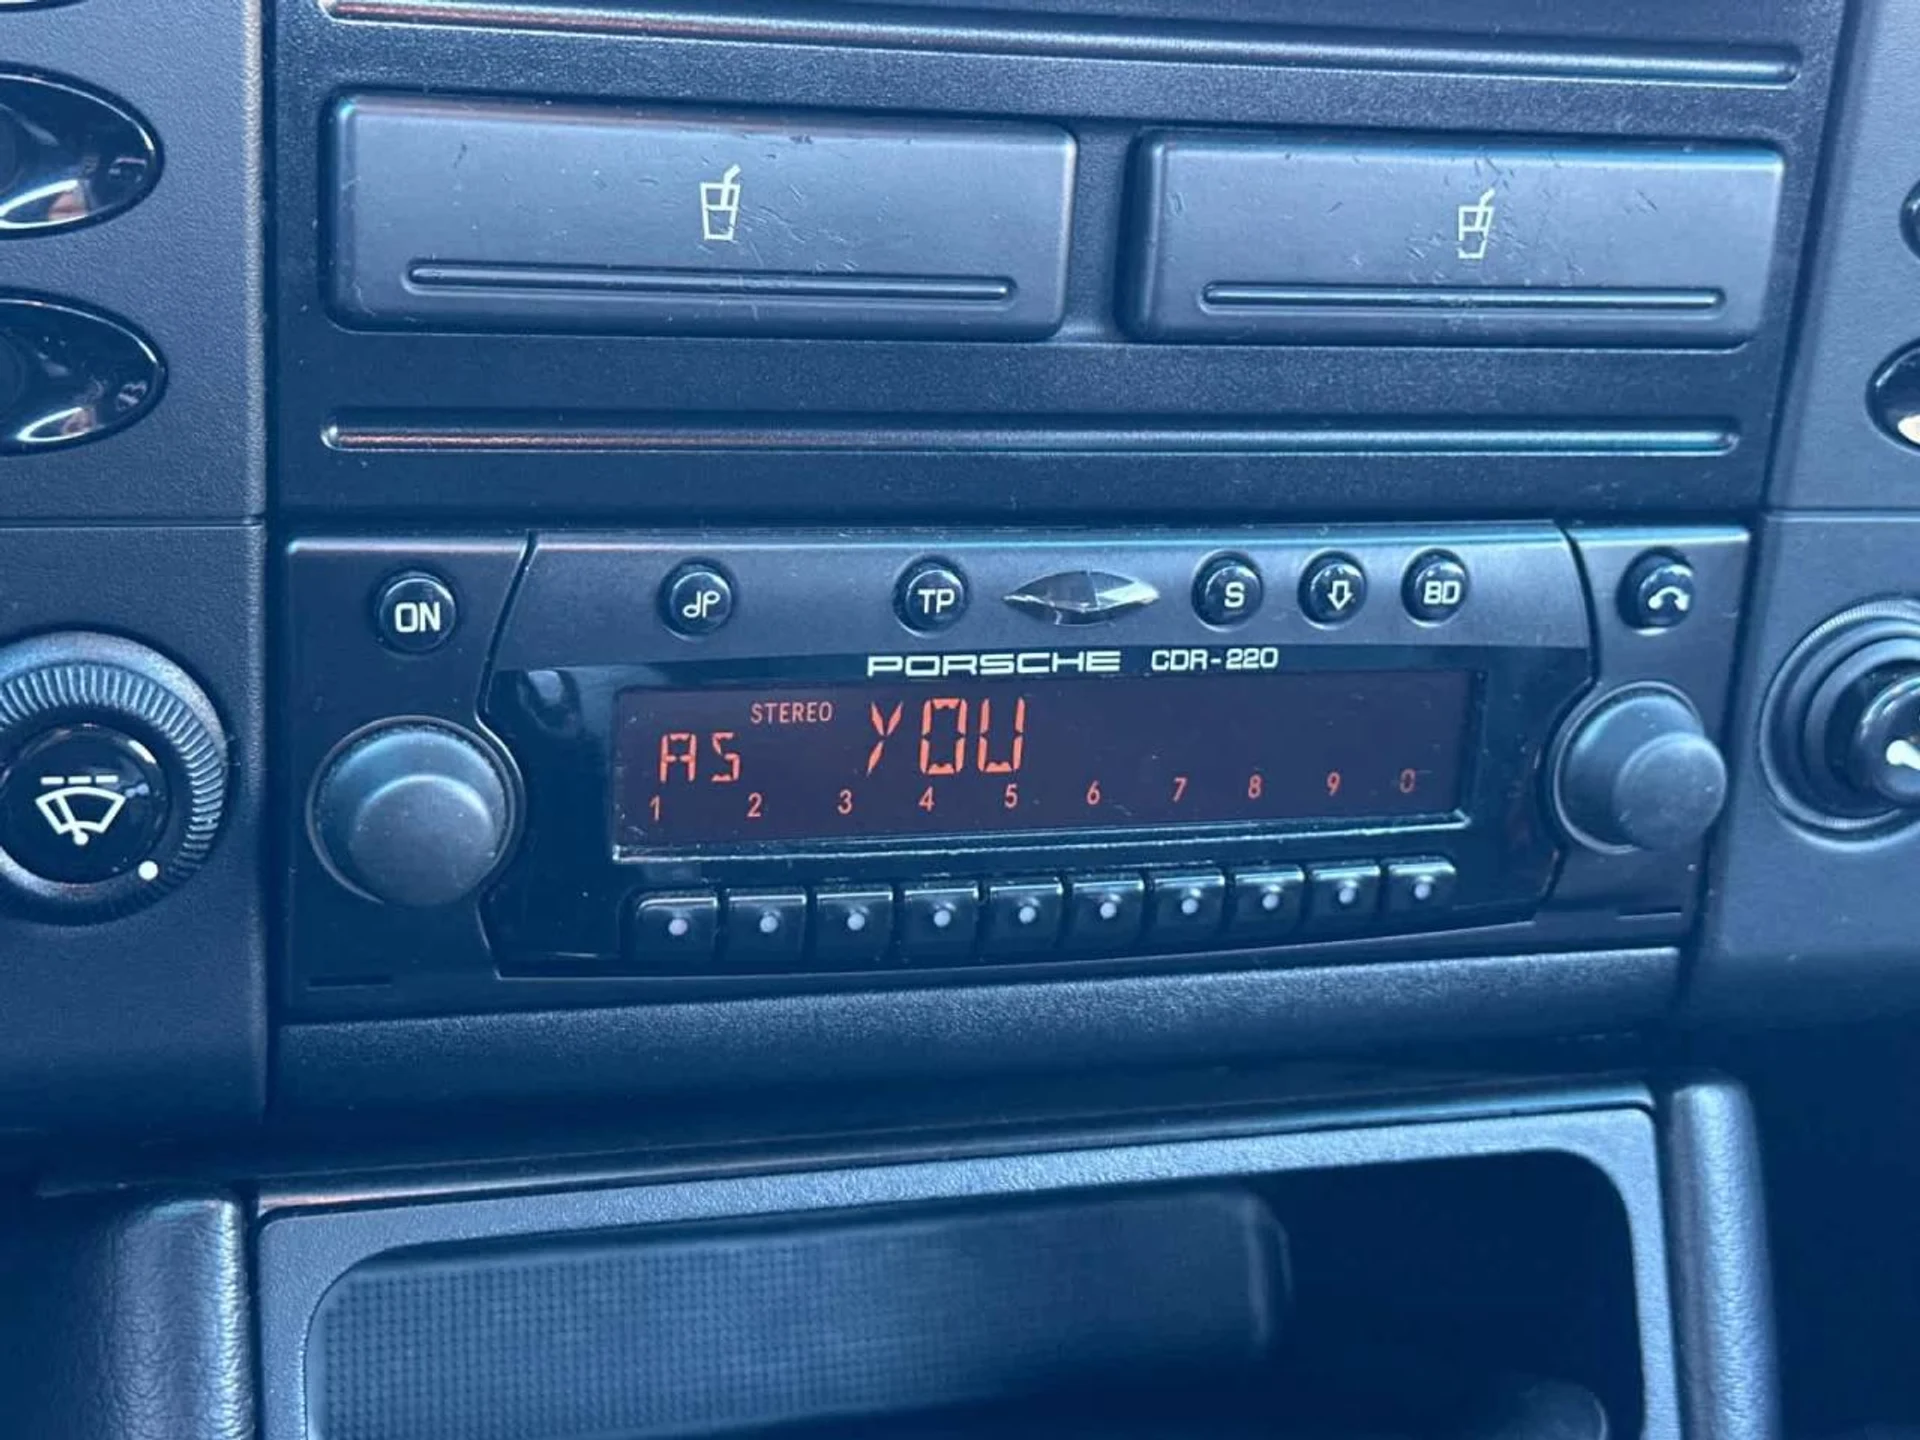 ON
TP
S
BD
PORSCHE CDR-220
STEREO
AS YOU
1 2 3 4 5 6 7 8 9 0